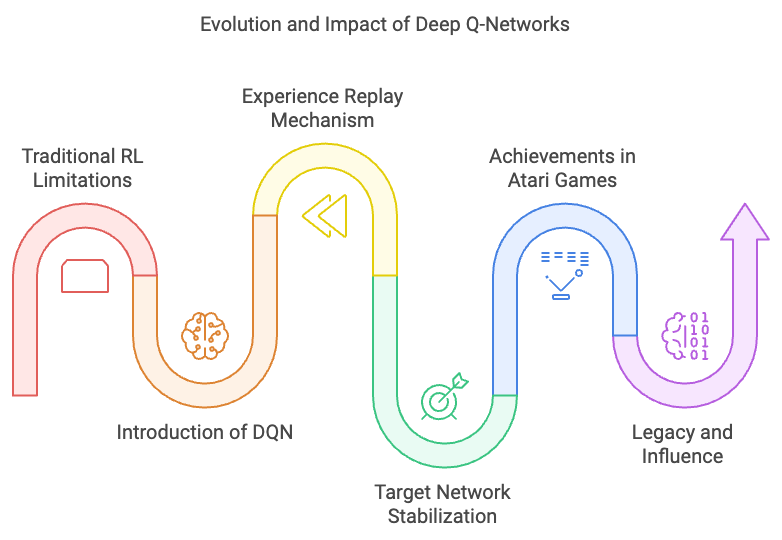 Evolution and Impact of Deep Q-Networks
Experience Replay
Mechanism
Traditional RL
Limitations
Achievements in
Atari Games
01
10
01
01
Introduction of DQN
Legacy and
Influence
Target Network
Stabilization